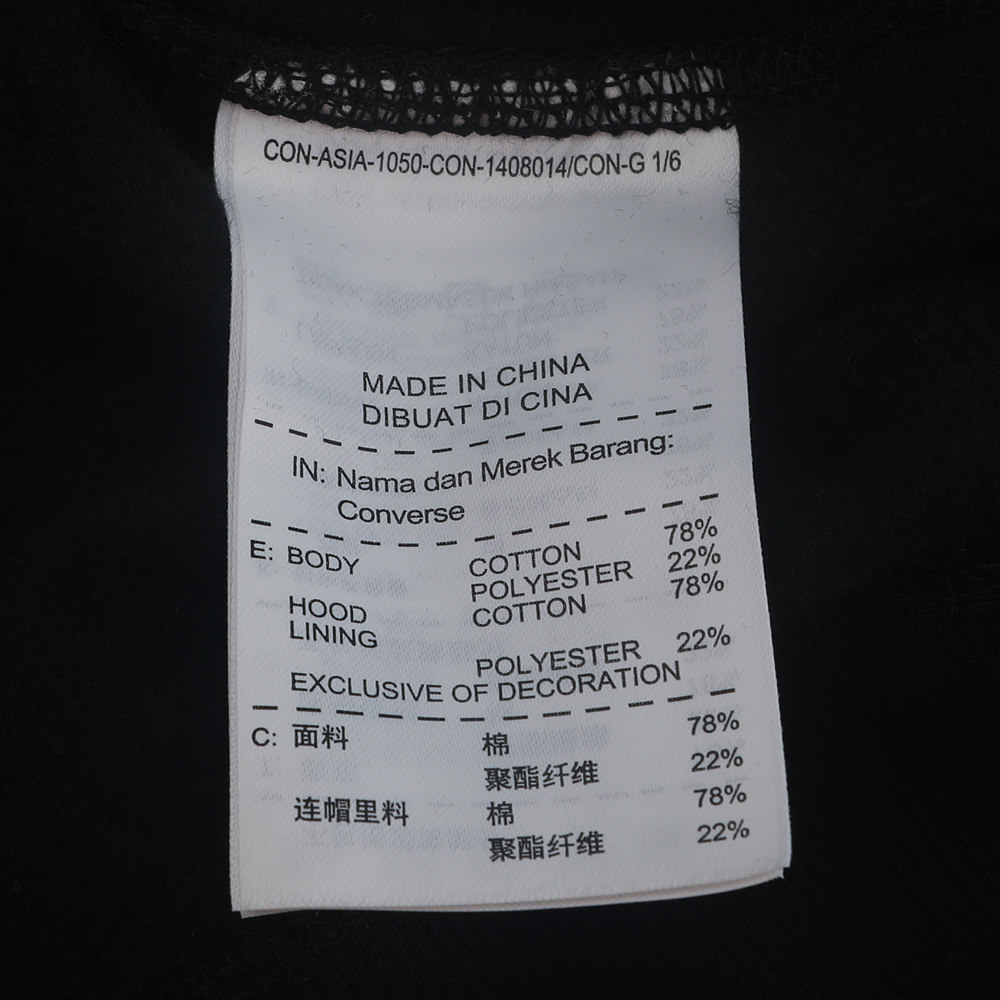 CON-ASIA-1050-CON-1408014/CON-G 1/6
MADE IN CHINA
DIBUAT DI CINA
IN: Nama dan Merek Barang:
Converse
E: BODY COTTON 78%
POLYESTER 22%
HOOD COTTON 78%
LINING
POLYESTER 22%
EXCLUSIVE OF DECORATION
C: 面料 棉 78%
聚酯纤维 22%
连帽里料 棉 78%
聚酯纤维 22%